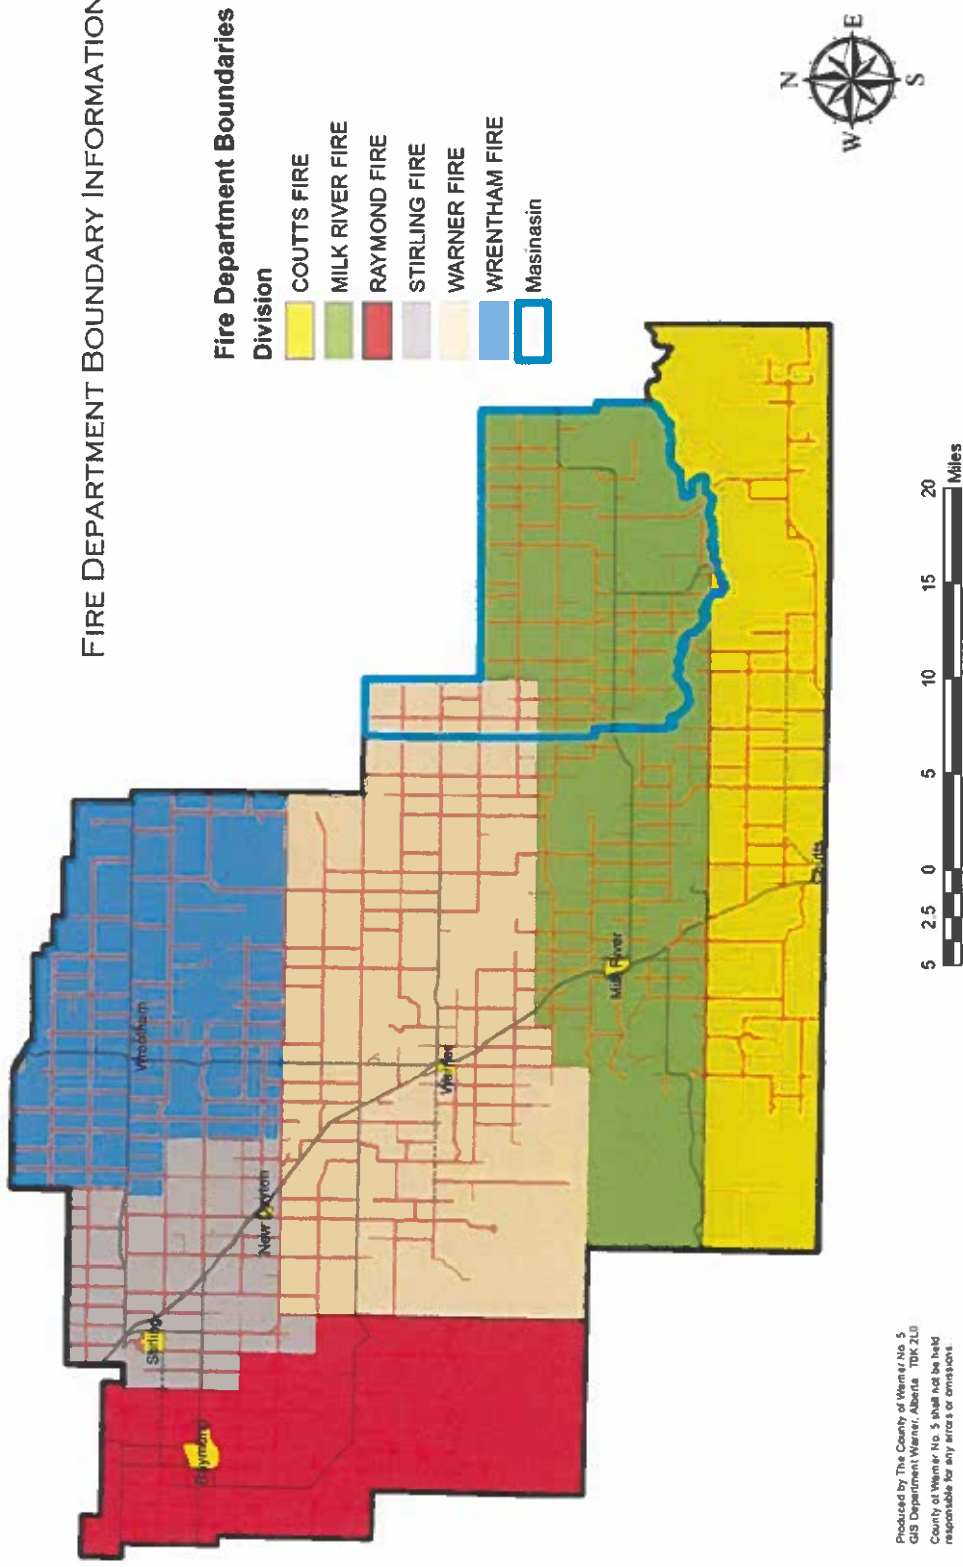 FIRE DEPARTMENT BOUNDARY INFORMATION
Fire Department Boundaries
Division
COUTTS FIRE
MILK RIVER FIRE
RAYMOND FIRE
STIRLING FIRE
WARNER FIRE
WRENTHAM FIRE
Masinasin
N
E
S
W
Wrentham
Stirling
New Dayton
Raymond
Warner
Milk River
Coutts
5 2.5 0 5 10 15 20
Miles
Produced by The County of Warner No. 5
GIS Department Warner, Alberta T0K 2L0
County of Warner No. 5 shall not be held
responsible for any errors or omissions.